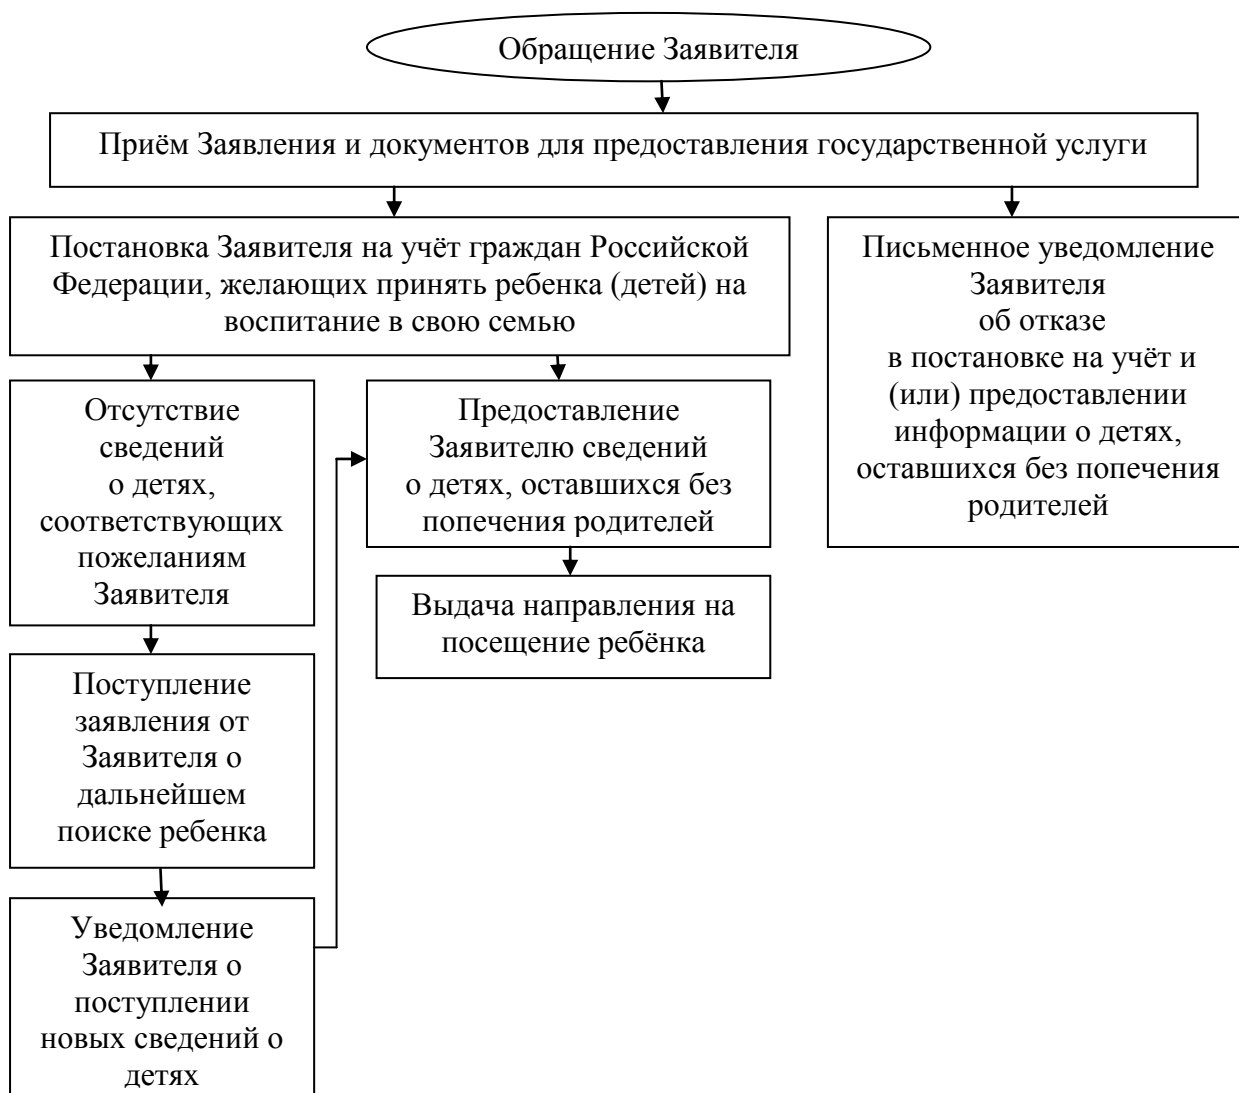 Обращение Заявителя
Приём Заявления и документов для предоставления государственной услуги
Постановка Заявителя на учёт граждан Российской
Федерации, желающих принять ребенка (детей) на
воспитание в свою семью
Письменное уведомление
Заявителя
об отказе
в постановке на учёт и
(или) предоставлении
информации о детях,
оставшихся без попечения
родителей
Отсутствие
сведений
о детях,
соответствующих
пожеланиям
Заявителя
Предоставление
Заявителю сведений
о детях, оставшихся без
попечения родителей
Выдача направления на
посещение ребёнка
Поступление
заявления от
Заявителя о
дальнейшем
поиске ребенка
Уведомление
Заявителя о
поступлении
новых сведений о
детях